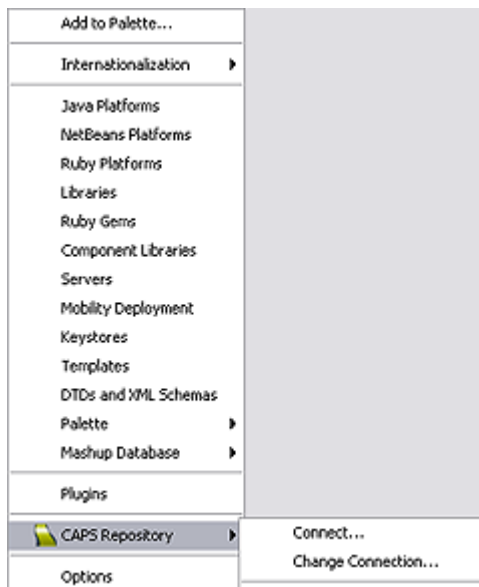 Add to Palette...
Internationalization
Java Platforms
NetBeans Platforms
Ruby Platforms
Libraries
Ruby Gems
Component Libraries
Servers
Mobility Deployment
Keystores
Templates
DTDs and XML Schemas
Palette
Mashup Database
Plugins
CAPS Repository
Connect...
Change Connection...
Options